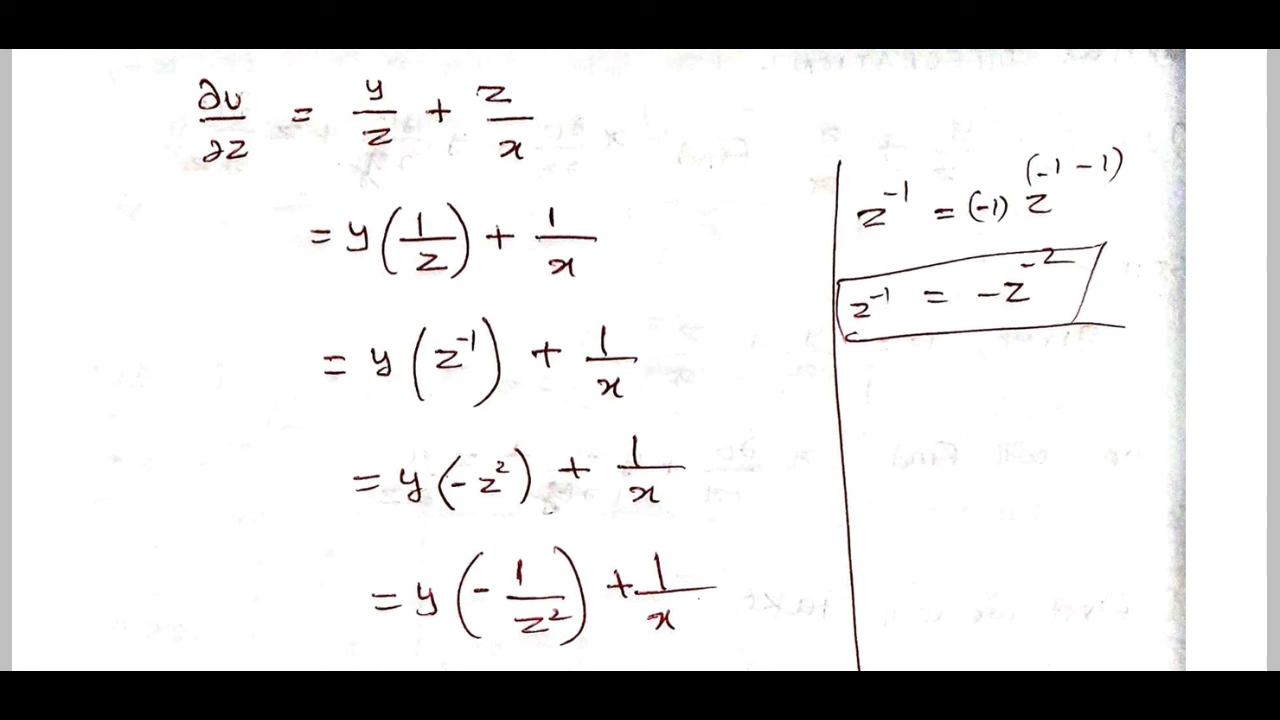 ∂u/∂z = y/z + z/x
= y(1/z) + 1/x
= y(z⁻¹) + 1/x
= y(-z²) + 1/x
= y(-1/z²) + 1/x
z⁻¹ = (-1) z⁽⁻¹⁻¹⁾
z⁻¹ = -z⁻²